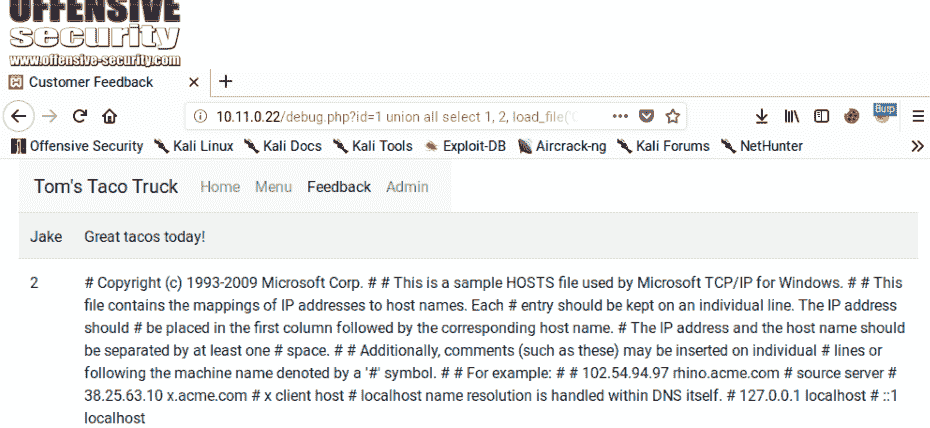 OFFENSIVE
security
www.offensive-security.com
Customer Feedback
10.11.0.22/debug.php?id=1 union all select 1, 2, load_file('C
Burp
Offensive Security Kali Linux Kali Docs Kali Tools Exploit-DB Aircrack-ng Kali Forums NetHunter
Tom's Taco Truck Home Menu Feedback Admin
Jake Great tacos today!
2 # Copyright (c) 1993-2009 Microsoft Corp. # # This is a sample HOSTS file used by Microsoft TCP/IP for Windows. # # This
file contains the mappings of IP addresses to host names. Each # entry should be kept on an individual line. The IP address
should # be placed in the first column followed by the corresponding host name. # The IP address and the host name should
be separated by at least one # space. # # Additionally, comments (such as these) may be inserted on individual # lines or
following the machine name denoted by a '#' symbol. # # For example: # # 102.54.94.97 rhino.acme.com # source server #
38.25.63.10 x.acme.com # x client host # localhost name resolution is handled within DNS itself. # 127.0.0.1 localhost # ::1
localhost